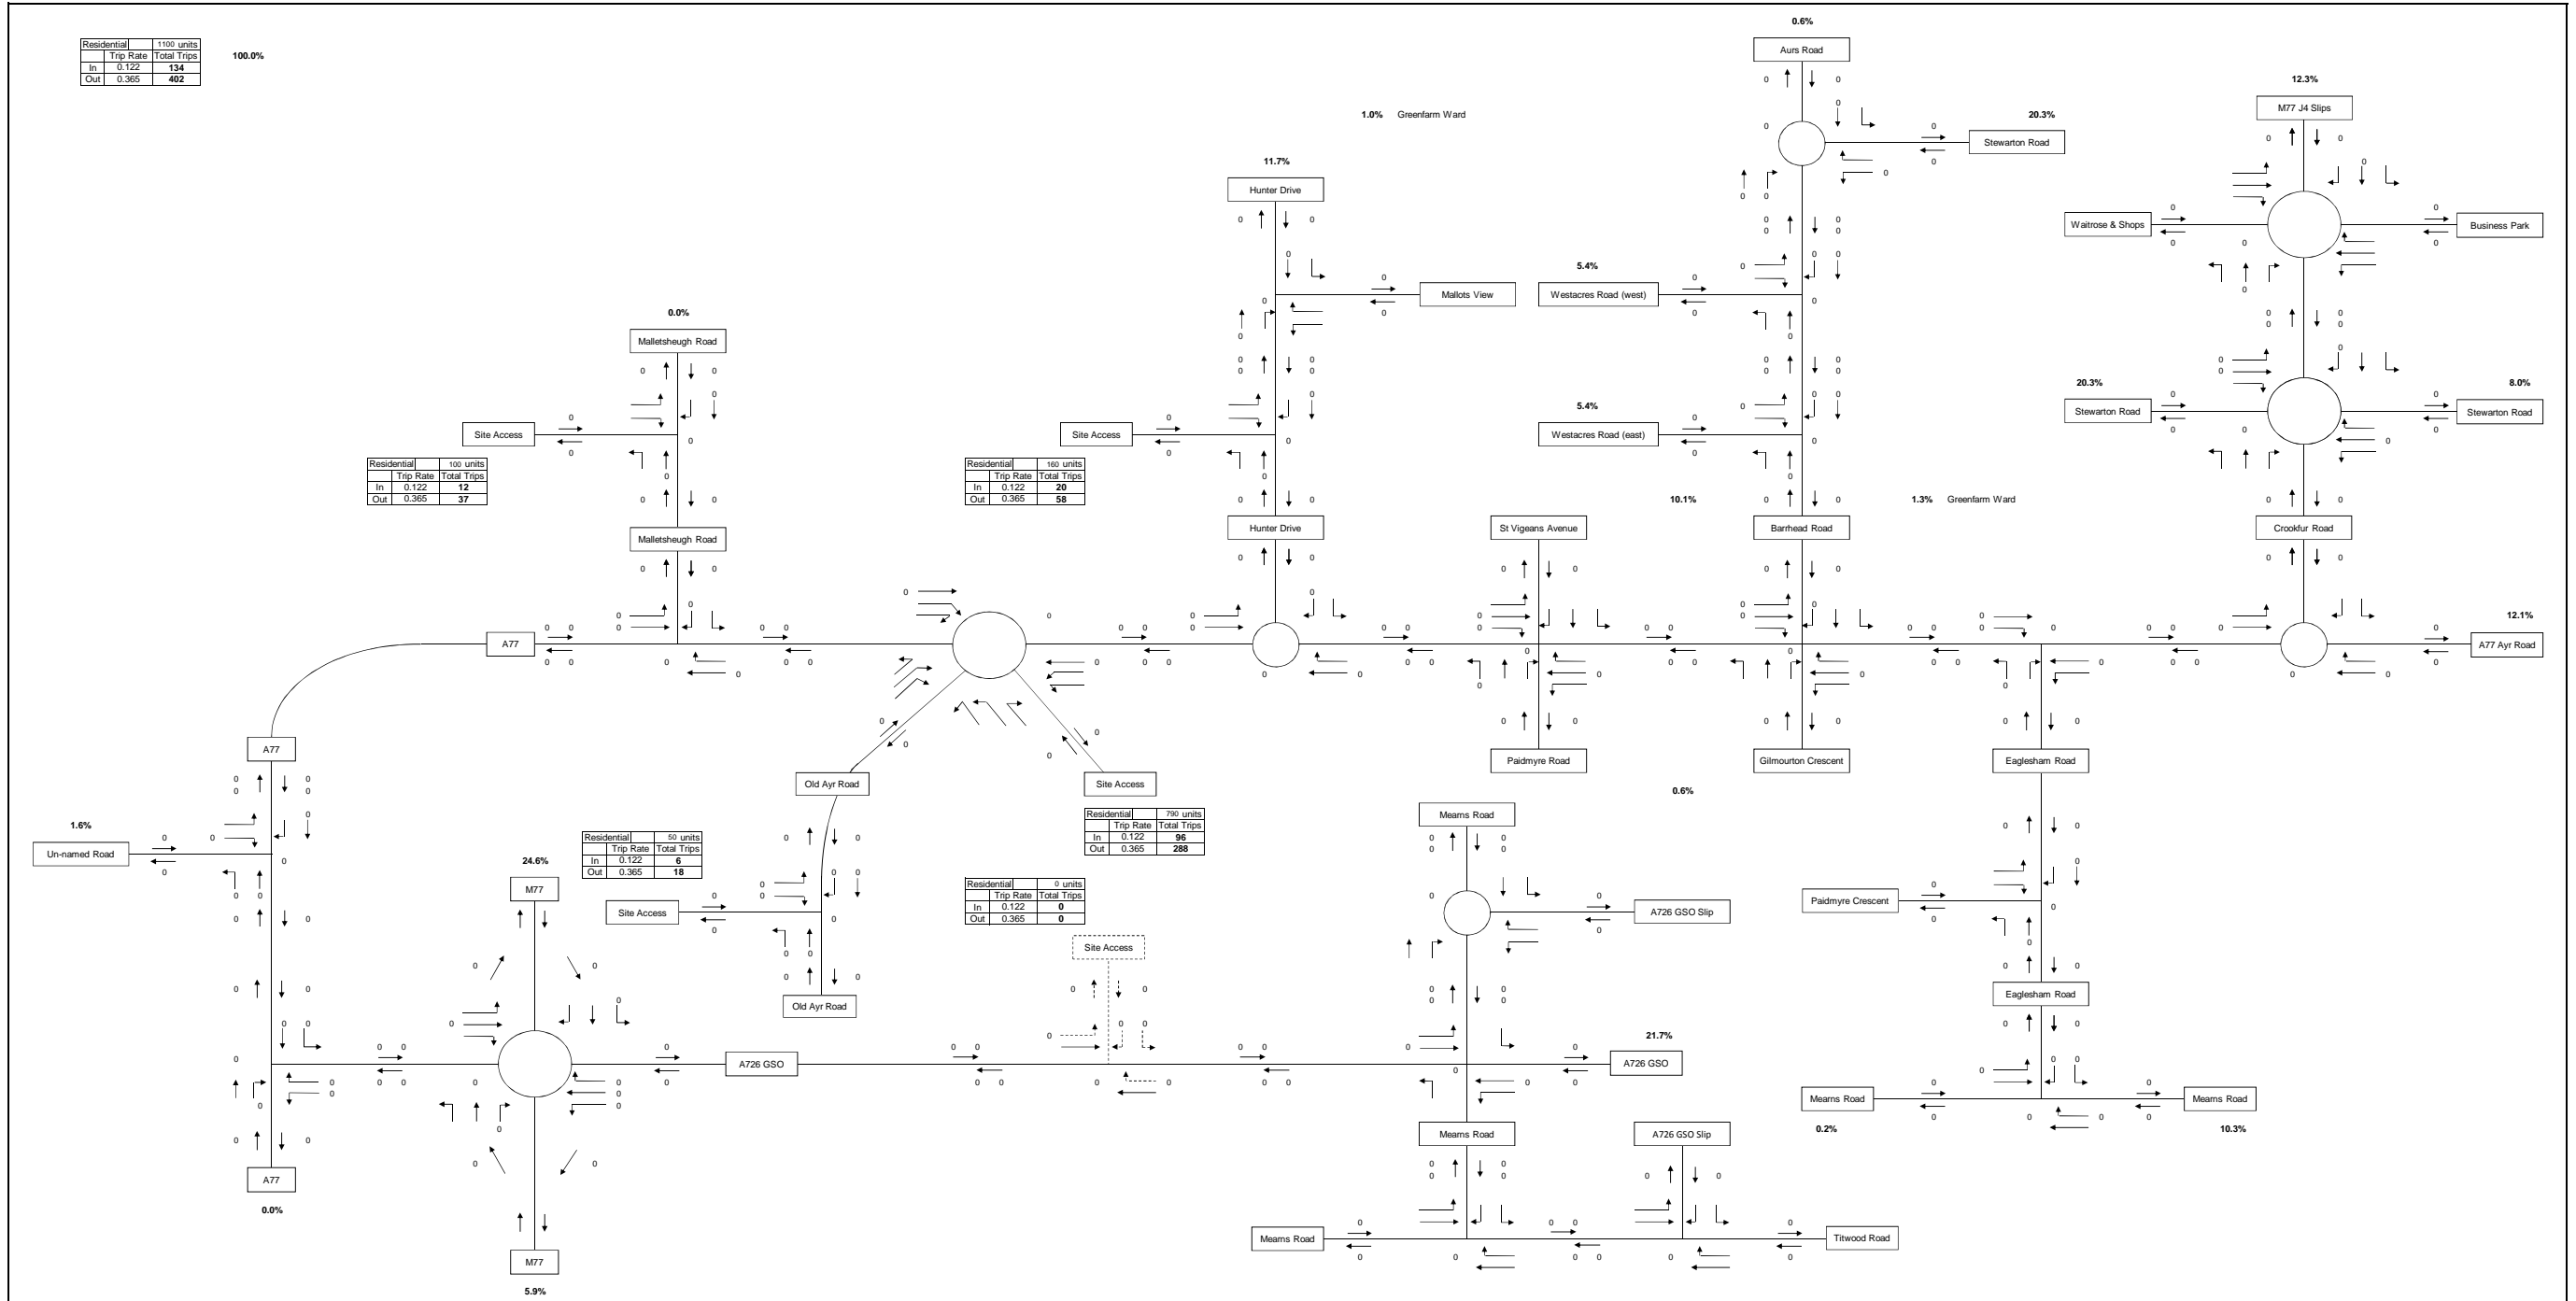 0.6%
Residential 1100 units
Trip Rate Total Trips
In 0.122 134
Out 0.365 402
100.0%
Aurs Road
12.3%
M77 J4 Slips
1.0% Greenfarm Ward
20.3%
Stewarton Road
11.7%
Hunter Drive
Waitrose & Shops
Business Park
5.4%
Westacres Road (west)
Mallots View
0.0%
Malletsheugh Road
20.3%
Stewarton Road
8.0%
Stewarton Road
5.4%
Westacres Road (east)
Site Access
Site Access
Residential 100 units
Trip Rate Total Trips
In 0.122 12
Out 0.365 37
Residential 160 units
Trip Rate Total Trips
In 0.122 20
Out 0.365 58
10.1%
1.3% Greenfarm Ward
Malletsheugh Road
Hunter Drive
St Vigeans Avenue
Barrhead Road
Crookfur Road
12.1%
A77
A77 Ayr Road
A77
Old Ayr Road
Site Access
Paidmyre Road
Gilmourton Crescent
Eaglesham Road
0.6%
Residential 790 units
Trip Rate Total Trips
In 0.122 96
Out 0.365 288
Mearns Road
1.6%
Un-named Road
Residential 50 units
Trip Rate Total Trips
In 0.122 6
Out 0.365 18
24.6%
M77
Residential 0 units
Trip Rate Total Trips
In 0.122 0
Out 0.365 0
Site Access
A726 GSO Slip
Paidmyre Crescent
Site Access
Old Ayr Road
Eaglesham Road
21.7%
A726 GSO
A726 GSO
Mearns Road
Mearns Road
0.2%
10.3%
Mearns Road
A726 GSO Slip
A77
0.0%
Mearns Road
Titwood Road
M77
5.9%